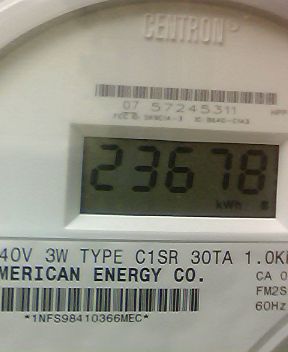 CENTRON
07 57245311
23678
kWh
40V 3W TYPE C1SR 30TA 1.0K
MERICAN ENERGY CO.
CA 0
FM2S
60Hz
*1NFS98410366MEC*